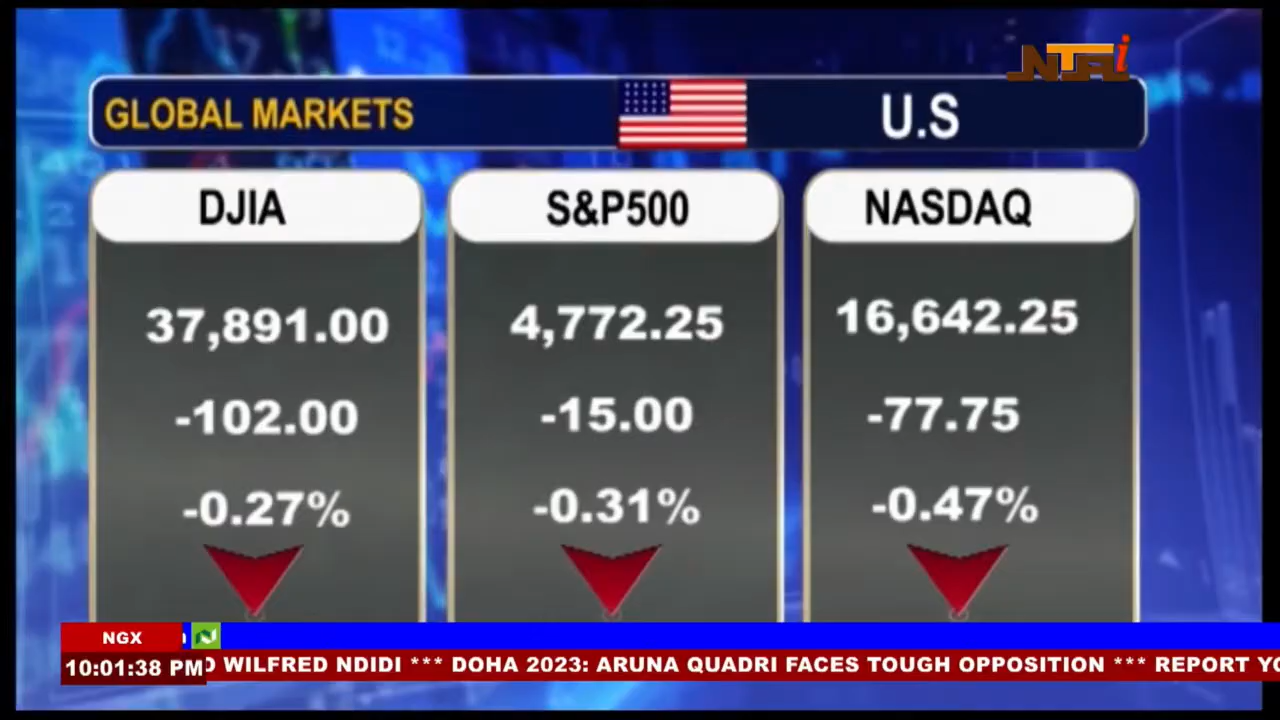 NTAi
GLOBAL MARKETS
U.S
DJIA
S&P500
NASDAQ
37,891.00
4,772.25
16,642.25
-102.00
-15.00
-77.75
-0.27%
-0.31%
-0.47%
NGX
10:01:38 PM
WILFRED NDIDI *** DOHA 2023: ARUNA QUADRI FACES TOUGH OPPOSITION *** REPORT